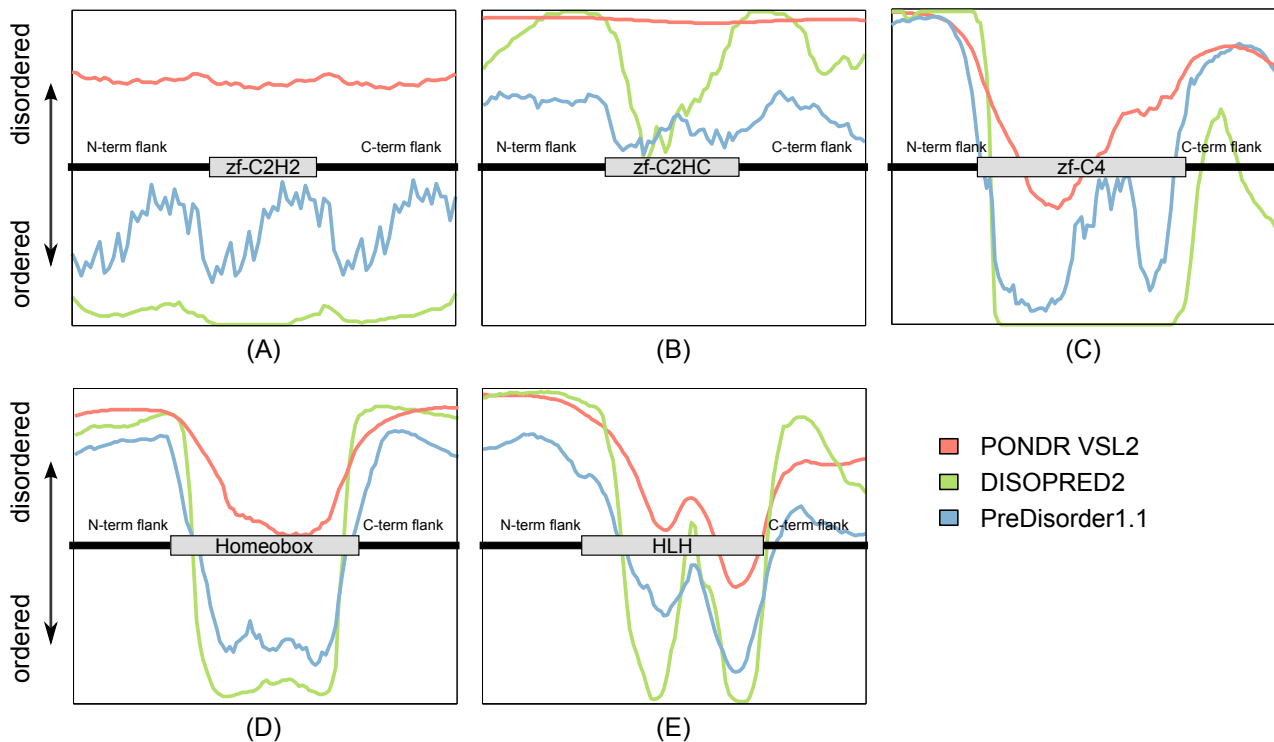 disordered
ordered
N-term flank
C-term flank
zf-C2H2
(A)
N-term flank
C-term flank
zf-C2HC
(B)
N-term flank
C-term flank
zf-C4
(C)
disordered
ordered
N-term flank
C-term flank
Homeobox
(D)
N-term flank
C-term flank
HLH
(E)
PONDR VSL2
DISOPRED2
PreDisorder1.1